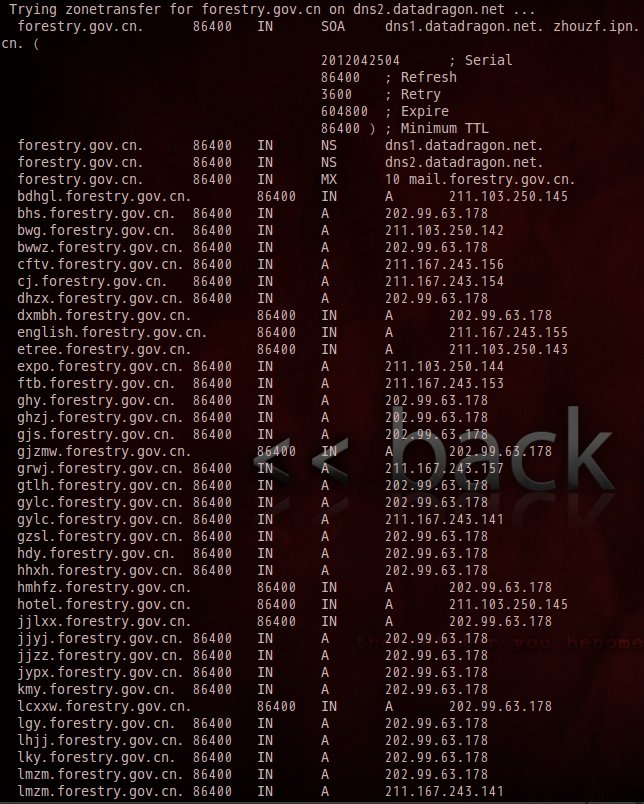 Trying zonetransfer for forestry.gov.cn on dns2.datadragon.net ...
forestry.gov.cn. 86400 IN SOA dns1.datadragon.net. zhouzf.ipn.
cn. (
2012042504 ; Serial
86400 ; Refresh
3600 ; Retry
604800 ; Expire
86400 ) ; Minimum TTL
forestry.gov.cn. 86400 IN NS dns1.datadragon.net.
forestry.gov.cn. 86400 IN NS dns2.datadragon.net.
forestry.gov.cn. 86400 IN MX 10 mail.forestry.gov.cn.
bdhgl.forestry.gov.cn. 86400 IN A 211.103.250.145
bhs.forestry.gov.cn. 86400 IN A 202.99.63.178
bwg.forestry.gov.cn. 86400 IN A 211.103.250.142
bwwz.forestry.gov.cn. 86400 IN A 202.99.63.178
cftv.forestry.gov.cn. 86400 IN A 211.167.243.156
cj.forestry.gov.cn. 86400 IN A 211.167.243.154
dhzx.forestry.gov.cn. 86400 IN A 202.99.63.178
dxmbh.forestry.gov.cn. 86400 IN A 202.99.63.178
english.forestry.gov.cn. 86400 IN A 211.167.243.155
etree.forestry.gov.cn. 86400 IN A 211.103.250.143
expo.forestry.gov.cn. 86400 IN A 211.103.250.144
ftb.forestry.gov.cn. 86400 IN A 211.167.243.153
ghy.forestry.gov.cn. 86400 IN A 202.99.63.178
ghzj.forestry.gov.cn. 86400 IN A 202.99.63.178
gjs.forestry.gov.cn. 86400 IN A 202.99.63.178
gjzmw.forestry.gov.cn. 86400 IN A 202.99.63.178
grwj.forestry.gov.cn. 86400 IN A 211.167.243.157
<< back
gtlh.forestry.gov.cn. 86400 IN A 202.99.63.178
gylc.forestry.gov.cn. 86400 IN A 202.99.63.178
gylc.forestry.gov.cn. 86400 IN A 211.167.243.141
gzsl.forestry.gov.cn. 86400 IN A 202.99.63.178
hdy.forestry.gov.cn. 86400 IN A 202.99.63.178
hhxh.forestry.gov.cn. 86400 IN A 202.99.63.178
hmhfz.forestry.gov.cn. 86400 IN A 202.99.63.178
hotel.forestry.gov.cn. 86400 IN A 211.103.250.145
jjlxx.forestry.gov.cn. 86400 IN A 202.99.63.178
jjyj.forestry.gov.cn. 86400 IN A 202.99.63.178
you become
jjzz.forestry.gov.cn. 86400 IN A 202.99.63.178
jypx.forestry.gov.cn. 86400 IN A 202.99.63.178
kmy.forestry.gov.cn. 86400 IN A 202.99.63.178
lcxxw.forestry.gov.cn. 86400 IN A 202.99.63.178
lgy.forestry.gov.cn. 86400 IN A 202.99.63.178
lhjj.forestry.gov.cn. 86400 IN A 202.99.63.178
lky.forestry.gov.cn. 86400 IN A 202.99.63.178
lmzm.forestry.gov.cn. 86400 IN A 202.99.63.178
lmzm.forestry.gov.cn. 86400 IN A 211.167.243.141